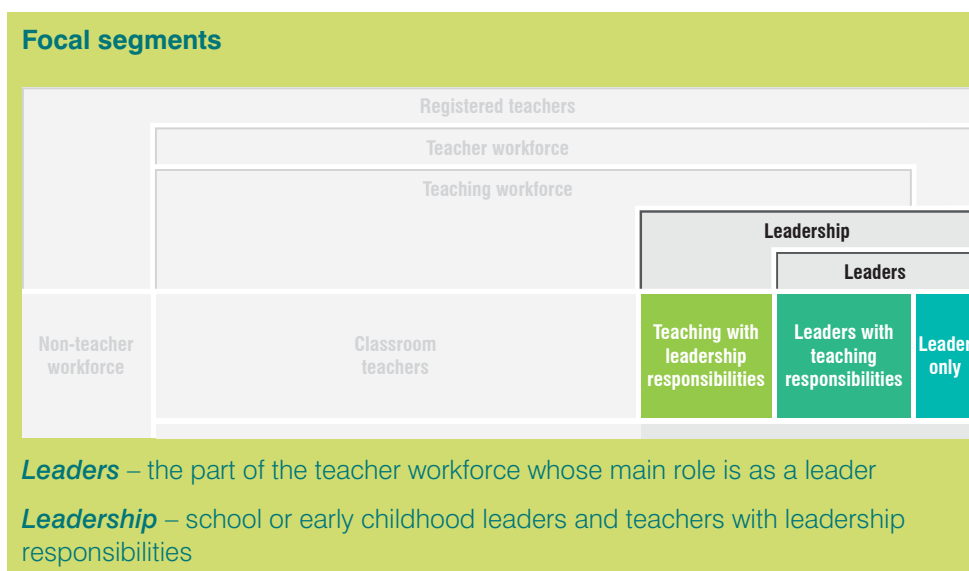 Focal segments
Registered teachers
Teacher workforce
Teaching workforce
Leadership
Leaders
Non-teacher
workforce
Classroom
teachers
Teaching with
leadership
responsibilities
Leaders with
teaching
responsibilities
Leader
only
Leaders – the part of the teacher workforce whose main role is as a leader
Leadership – school or early childhood leaders and teachers with leadership
responsibilities